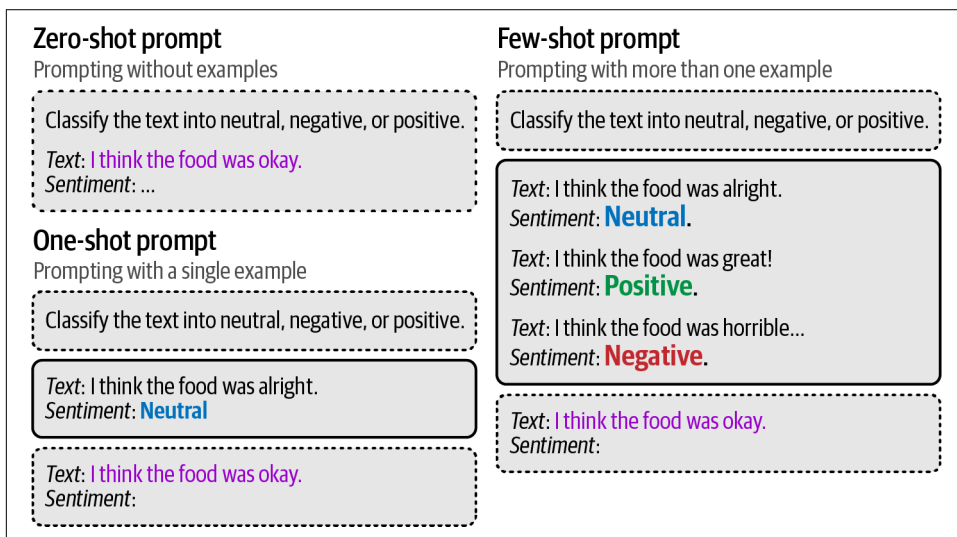 Zero-shot prompt
Prompting without examples
Classify the text into neutral, negative, or positive.
Text: I think the food was okay.
Sentiment: ...
One-shot prompt
Prompting with a single example
Classify the text into neutral, negative, or positive.
Text: I think the food was alright.
Sentiment: Neutral
Text: I think the food was okay.
Sentiment:
Few-shot prompt
Prompting with more than one example
Classify the text into neutral, negative, or positive.
Text: I think the food was alright.
Sentiment: Neutral.
Text: I think the food was great!
Sentiment: Positive.
Text: I think the food was horrible...
Sentiment: Negative.
Text: I think the food was okay.
Sentiment: